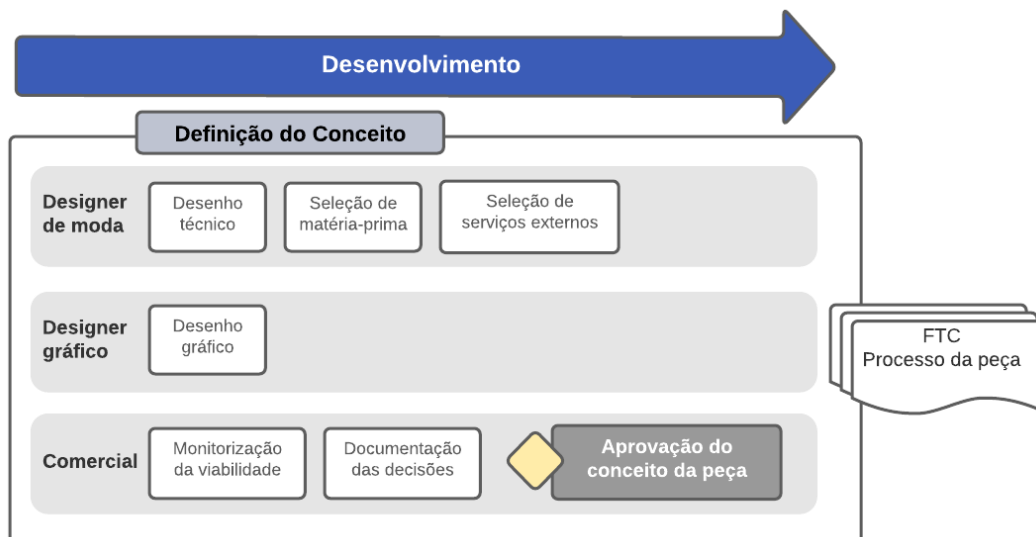 Desenvolvimento
Definição do Conceito
Designer
de moda
Desenho
técnico
Seleção de
matéria-prima
Seleção de
serviços externos
Designer
gráfico
Desenho
gráfico
FTC
Processo da peça
Comercial
Monitorização
da viabilidade
Documentação
das decisões
Aprovação do
conceito da peça